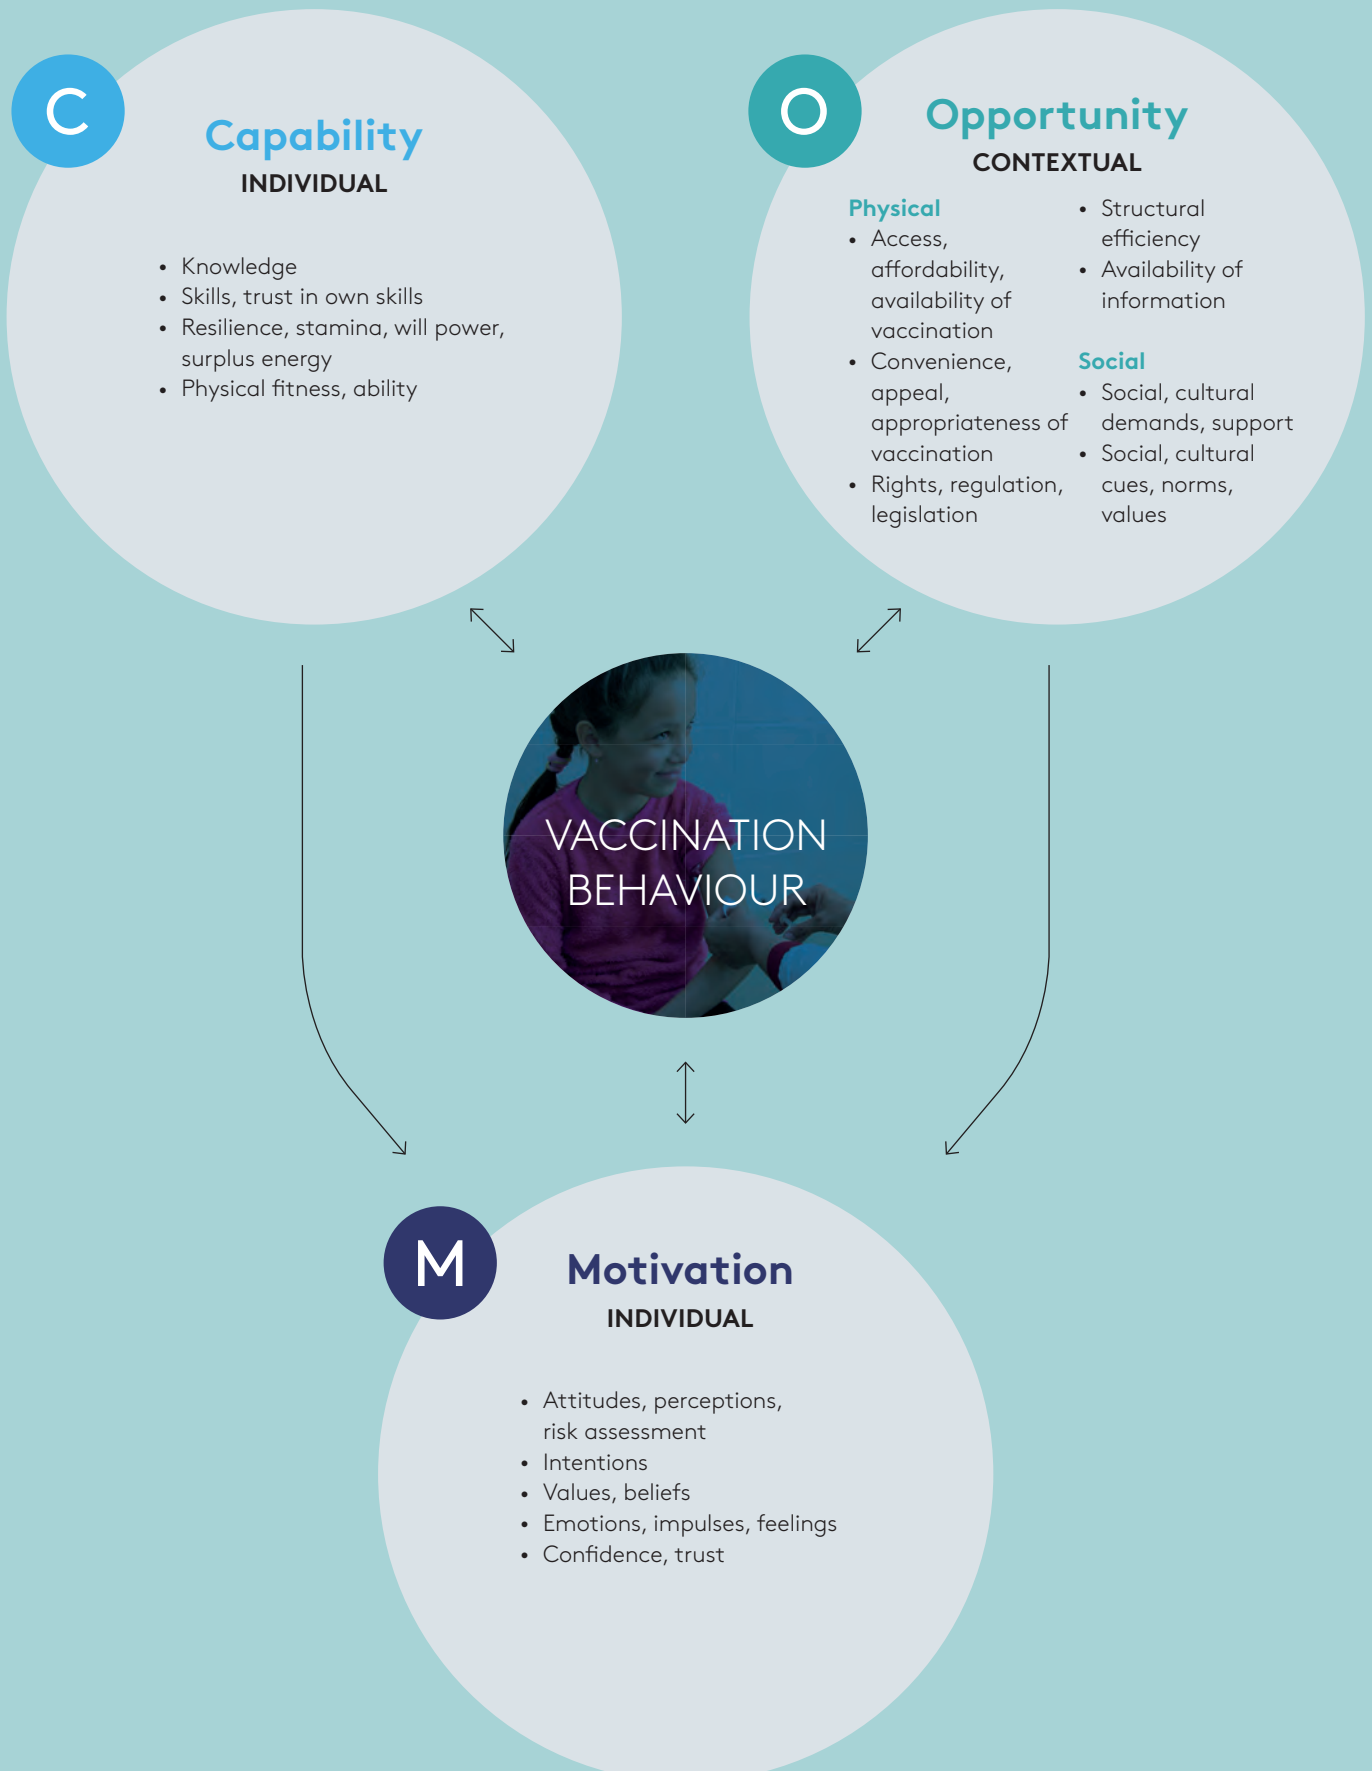 C
Capability
INDIVIDUAL
• Knowledge
• Skills, trust in own skills
• Resilience, stamina, will power,
surplus energy
• Physical fitness, ability
O
Opportunity
CONTEXTUAL
Physical
• Access,
affordability,
availability of
vaccination
• Convenience,
appeal,
appropriateness of
vaccination
• Rights, regulation,
legislation
• Structural
efficiency
• Availability of
information
Social
• Social, cultural
demands, support
• Social, cultural
cues, norms,
values
VACCINATION
BEHAVIOUR
M
Motivation
INDIVIDUAL
• Attitudes, perceptions,
risk assessment
• Intentions
• Values, beliefs
• Emotions, impulses, feelings
• Confidence, trust